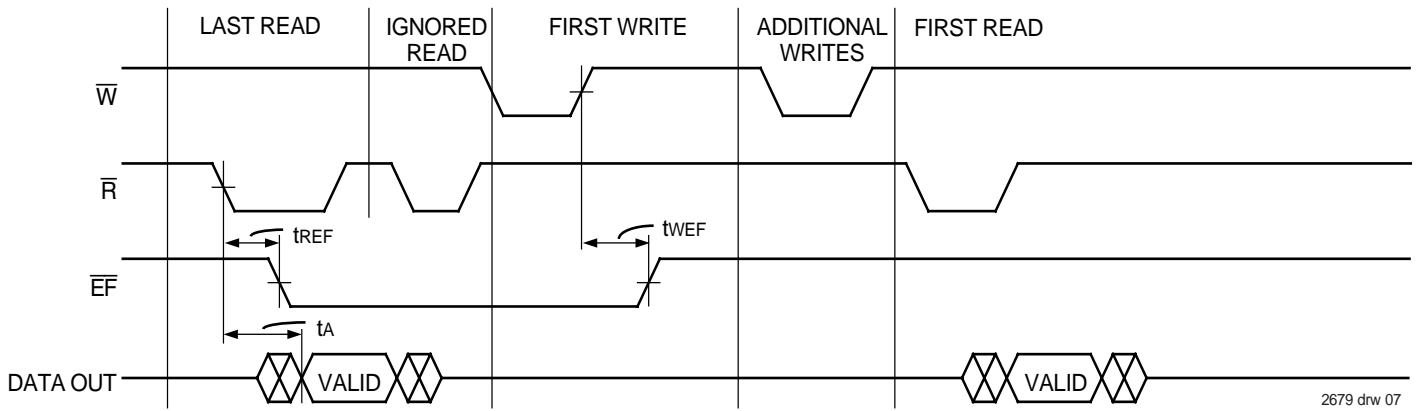 LAST READ
IGNORED READ
FIRST WRITE
ADDITIONAL WRITES
FIRST READ
W̅
R̅
tREF
tWEF
E̅F̅
tA
DATA OUT
VALID
VALID
2679 drw 07